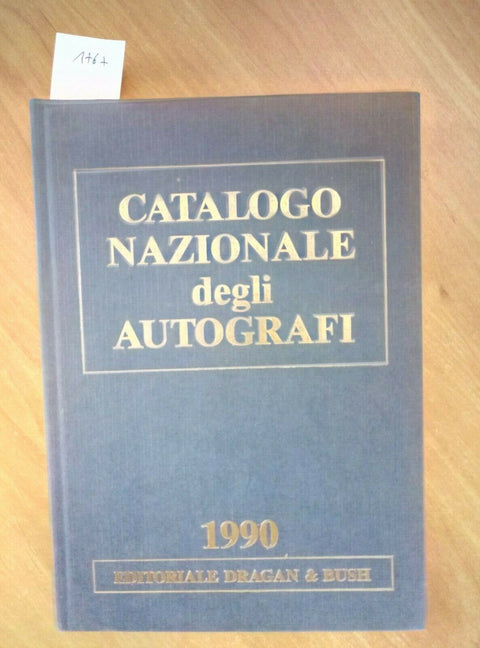 1767
CATALOGO
NAZIONALE
degli
AUTOGRAFI
1990
EDITORIALE DRAGAN & BUSH